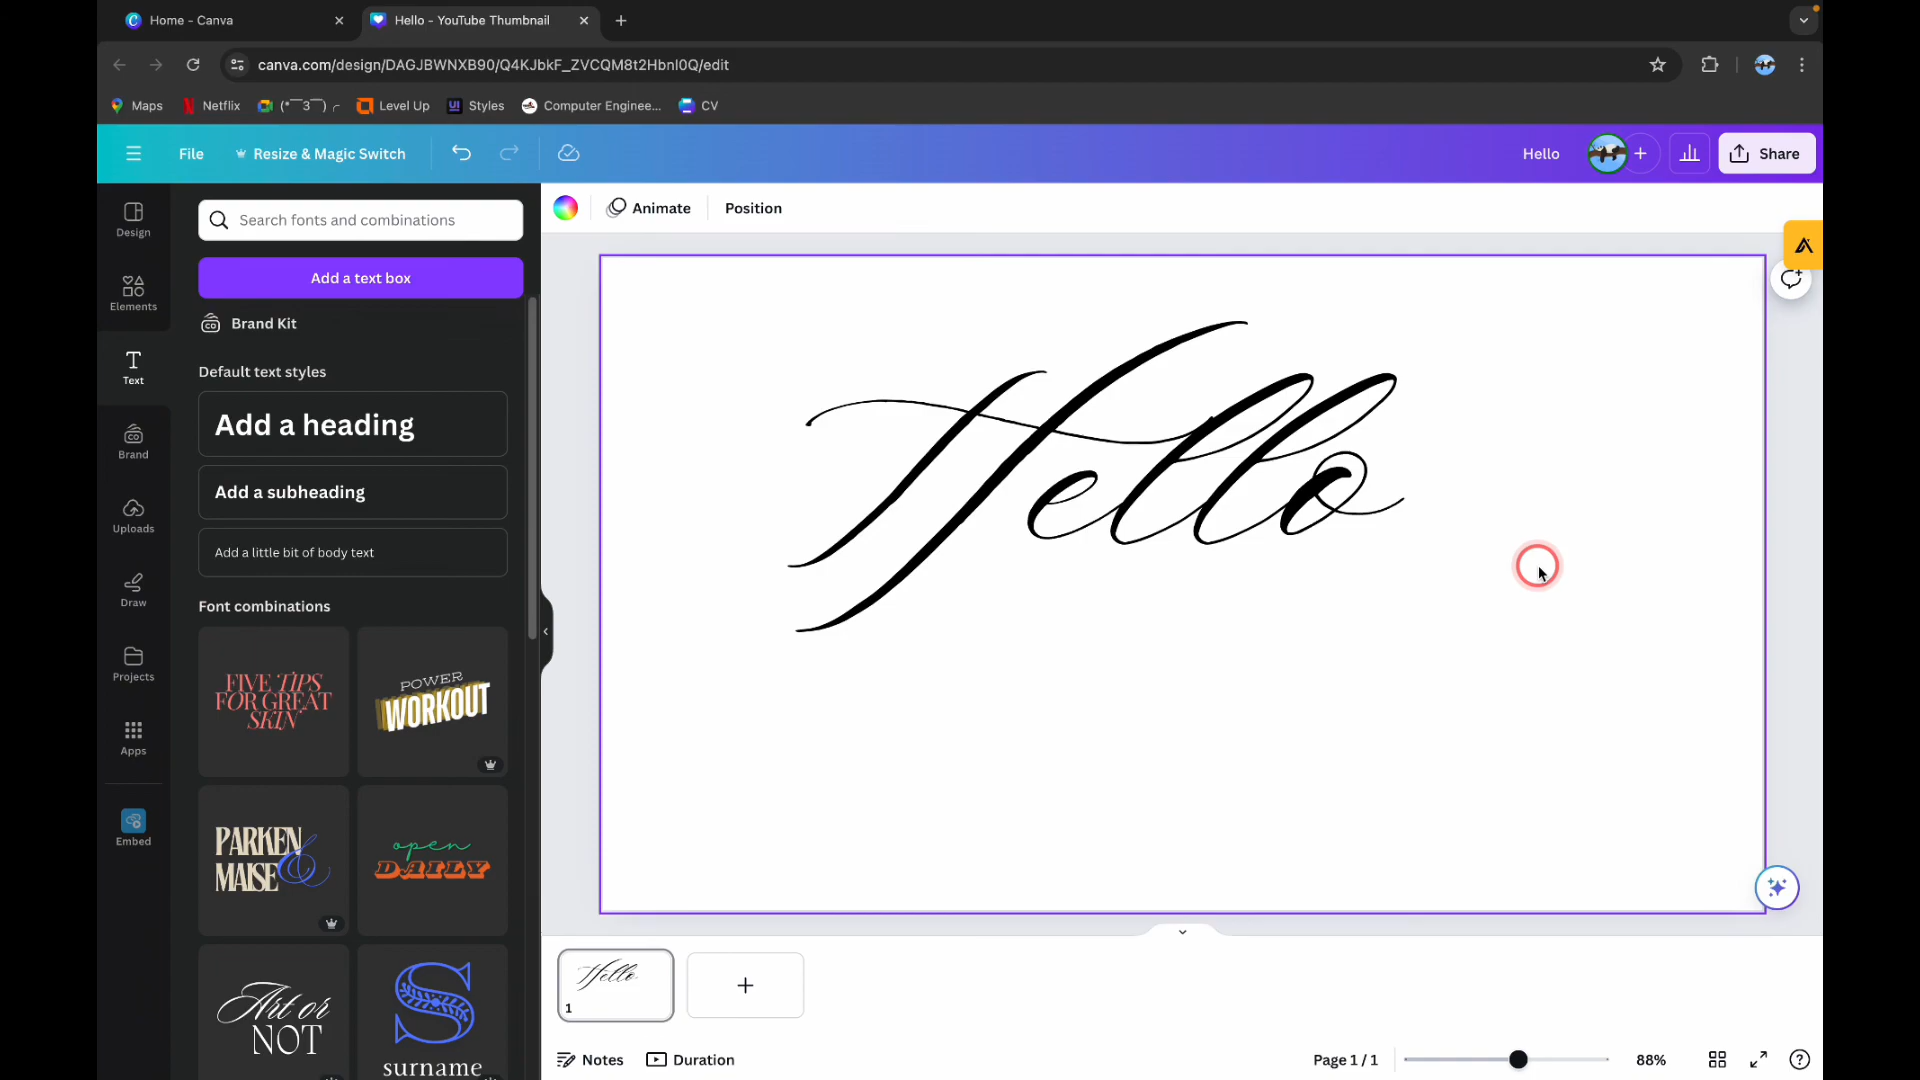 Home - Canva
Hello - YouTube Thumbnail
canva.com/design/DAGJBWNXB90/Q4KJbkF_ZVCQM8t2HbnI0Q/edit
Maps
Netflix
Level Up
Styles
Computer Enginee...
CV
File
Resize & Magic Switch
Hello
Share
Design
Elements
Text
Brand
Uploads
Draw
Projects
Apps
Embed
Search fonts and combinations
Add a text box
Brand Kit
Default text styles
Add a heading
Add a subheading
Add a little bit of body text
Font combinations
FIVE TIPS
FOR GREAT
SKIN
POWER
WORKOUT
PARKEN
& MAISE
open
DAILY
Art or
NOT
S
surname
Animate
Position
Hello
Hello
1
Notes
Duration
Page 1 / 1
88%